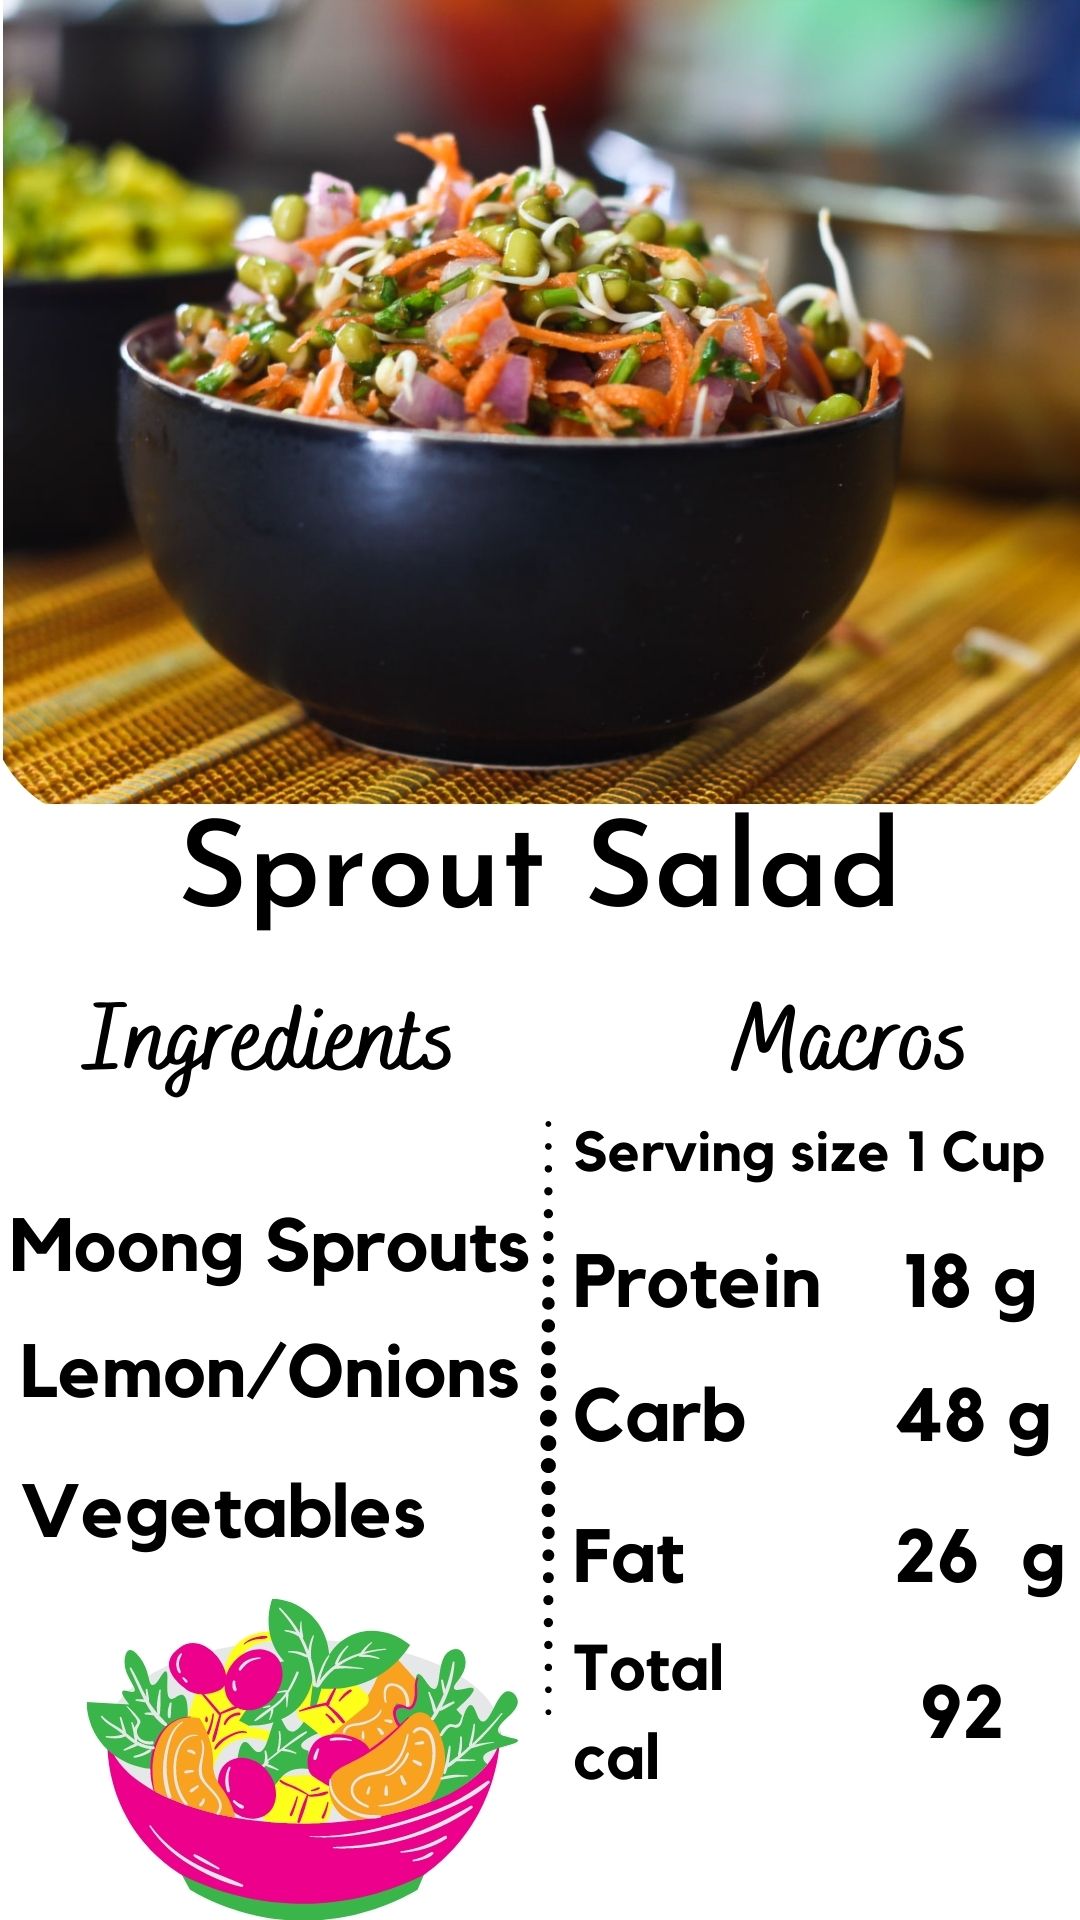 Sprout Salad
Ingredients
Moong Sprouts
Lemon/Onions
Vegetables
Macros
Serving size 1 Cup
Protein 18 g
Carb 48 g
Fat 26 g
Total
cal 92